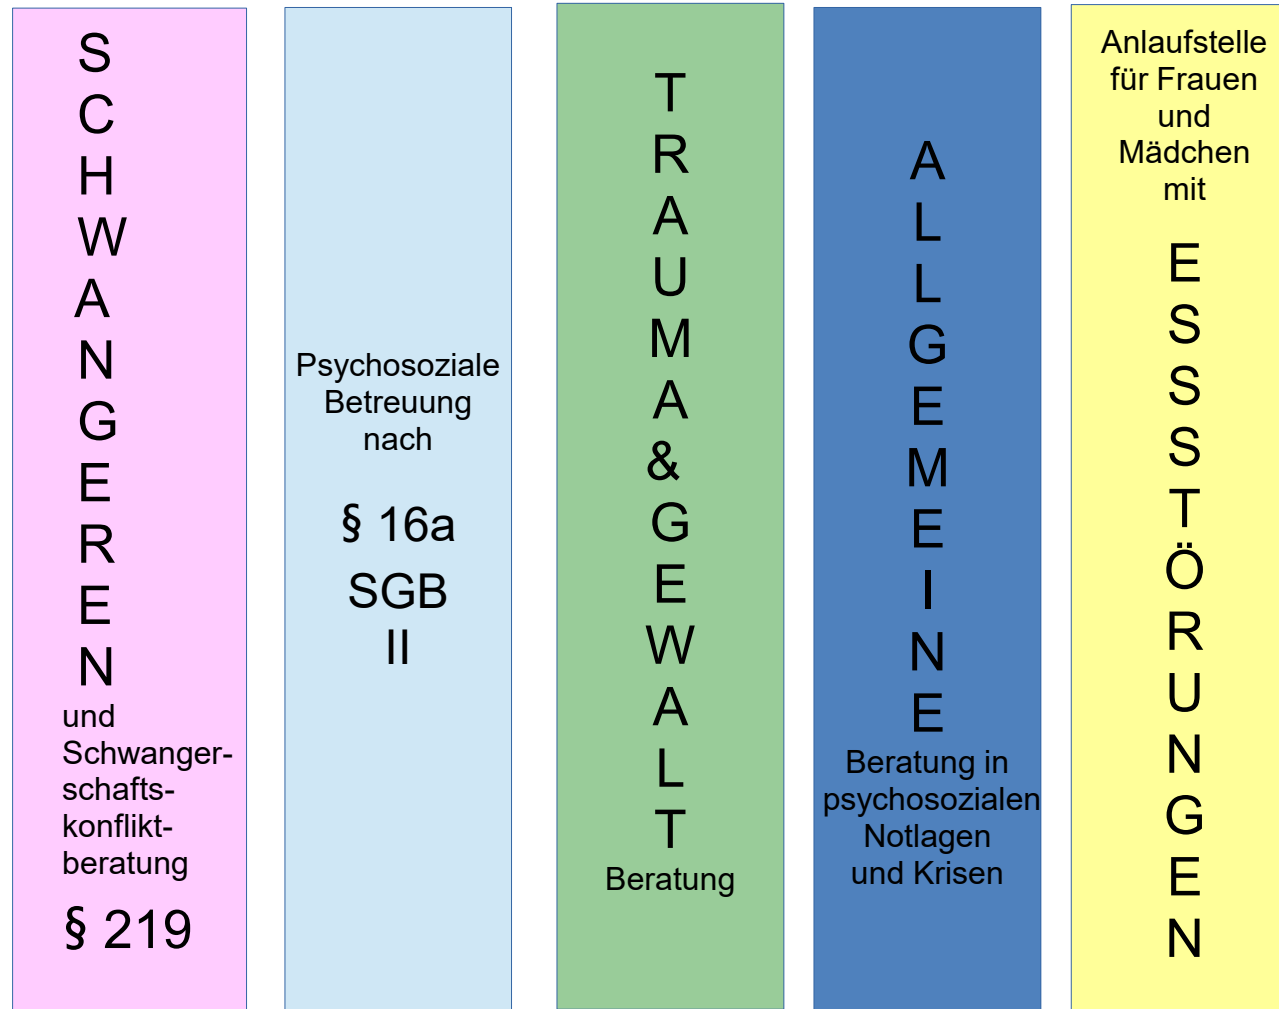 S
C
H
W
A
N
G
E
R
E
N
und
Schwanger-
schafts-
konflikt-
beratung
§ 219
Psychosoziale
Betreuung
nach
§ 16a
SGB
II
T
R
A
U
M
A
&
G
E
W
A
L
T
Beratung
A
L
L
G
E
M
E
I
N
E
Beratung in
psychosozialen
Notlagen
und Krisen
Anlaufstelle
für Frauen
und
Mädchen
mit
E
S
S
S
T
Ö
R
U
N
G
E
N